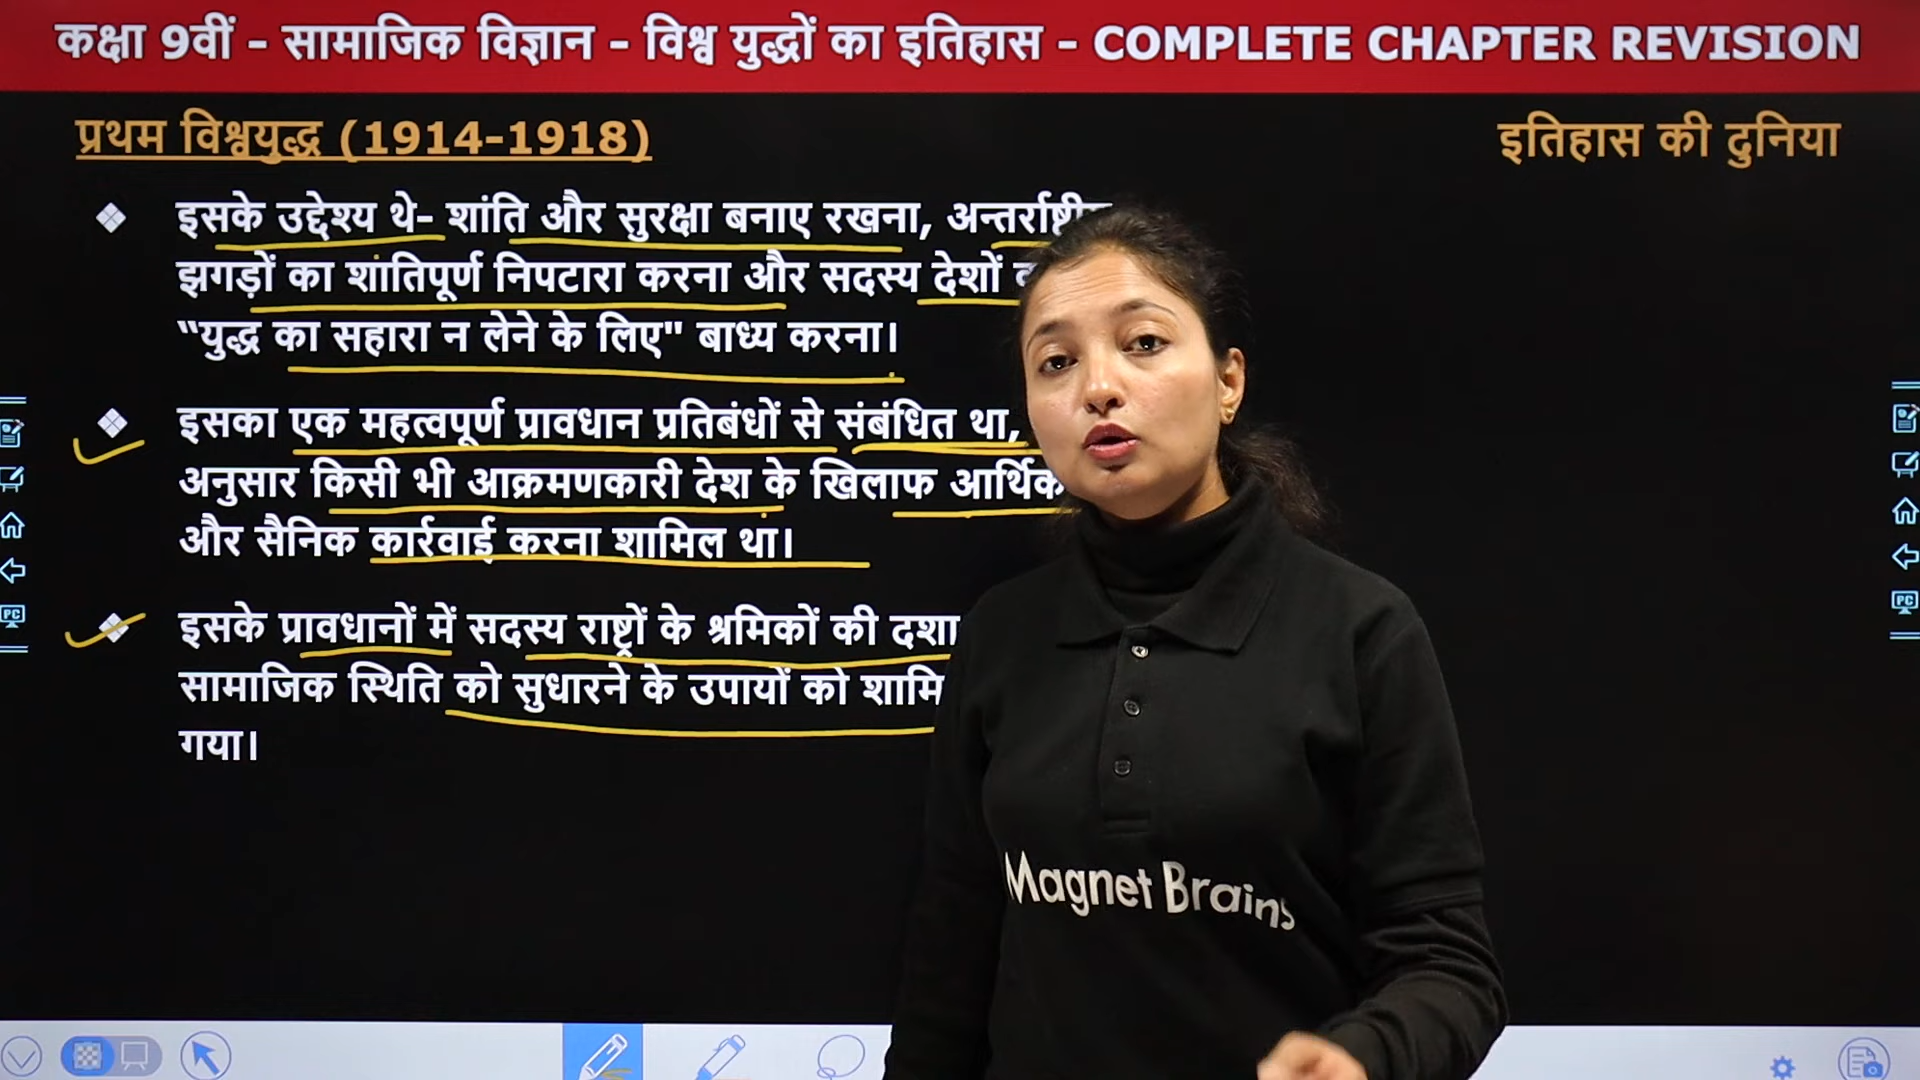 कक्षा 9वीं - सामाजिक विज्ञान - विश्व युद्धों का इतिहास - COMPLETE CHAPTER REVISION
प्रथम विश्वयुद्ध (1914-1918)
इतिहास की दुनिया
❖ इसके उद्देश्य थे- शांति और सुरक्षा बनाए रखना,
झगड़ों का शांतिपूर्ण निपटारा करना और सदस्य देशों
"युद्ध का सहारा न लेने के लिए" बाध्य करना।
❖ इसका एक महत्वपूर्ण प्रावधान प्रतिबंधों से संबंधित था,
अनुसार किसी भी आक्रमणकारी देश के खिलाफ आर्थिक
और सैनिक कार्रवाई करना शामिल था।
❖ इसके प्रावधानों में सदस्य राष्ट्रों के श्रमिकों की दशा
सामाजिक स्थिति को सुधारने के उपायों को
गया।
Magnet Brains
PC
PC